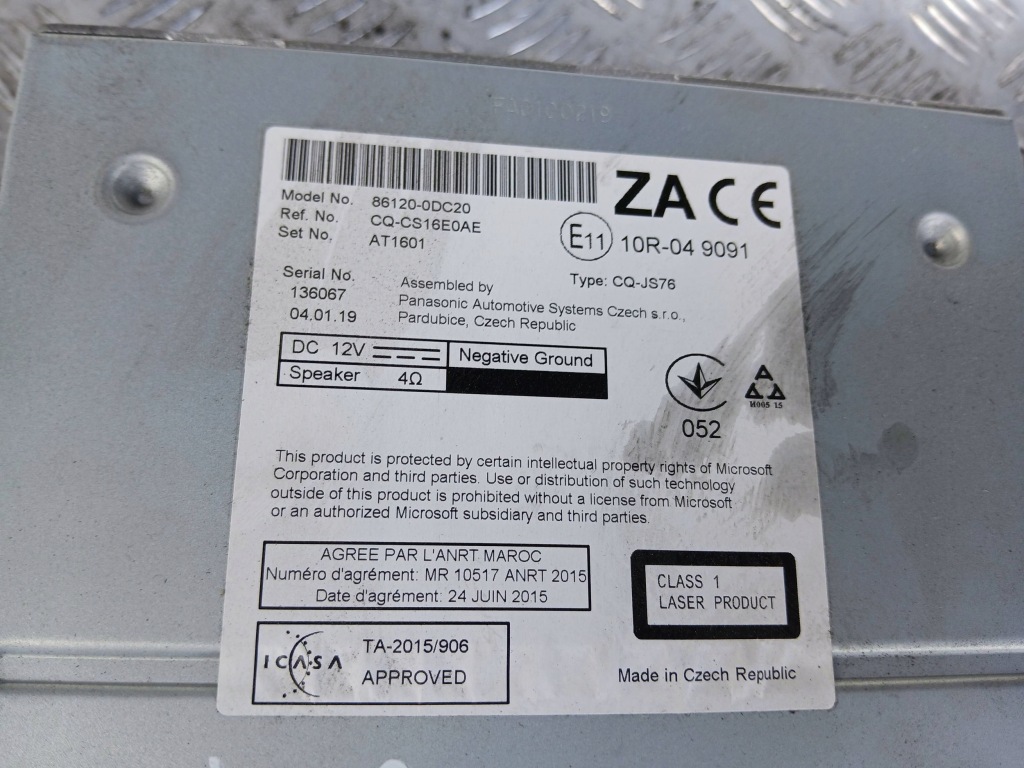 ZA CE
Model No. 86120-0DC20
Ref. No. CQ-CS16E0AE
Set No. AT1601
E11 10R-04 9091
Type: CQ-JS76
Serial No.
136067
04.01.19
Assembled by
Panasonic Automotive Systems Czech s.r.o.,
Pardubice, Czech Republic
DC 12V
Negative Ground
Speaker 4Ω
052
A
И005 15
This product is protected by certain intellectual property rights of Microsoft
Corporation and third parties. Use or distribution of such technology
outside of this product is prohibited without a license from Microsoft
or an authorized Microsoft subsidiary and third parties.
AGREE PAR L'ANRT MAROC
Numéro d'agrément: MR 10517 ANRT 2015
Date d'agrément: 24 JUIN 2015
CLASS 1
LASER PRODUCT
ICASA
TA-2015/906
APPROVED
Made in Czech Republic